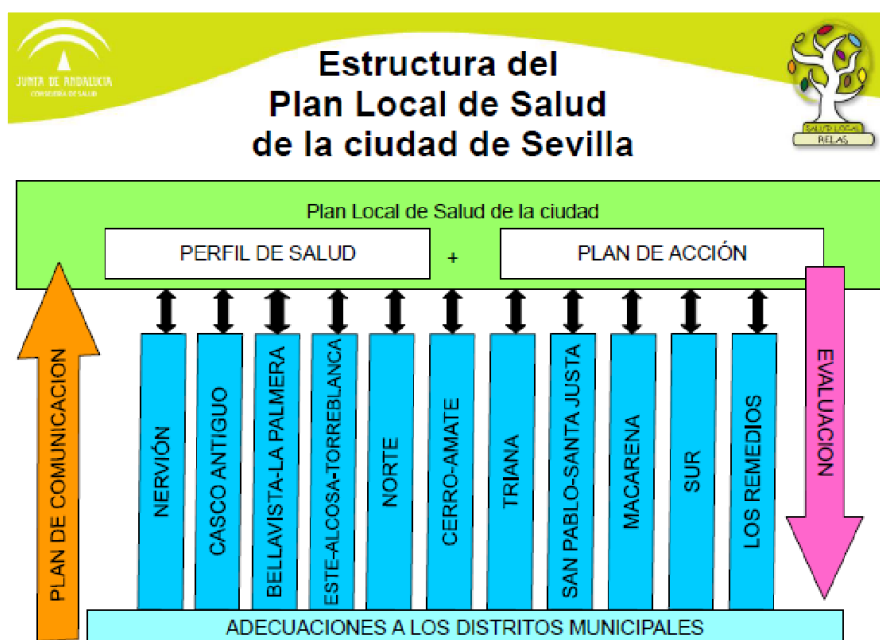 JUNTA DE ANDALUCIA
CONSEJERIA DE SALUD
Estructura del
Plan Local de Salud
de la ciudad de Sevilla
SALUD LOCAL
RELAS
Plan Local de Salud de la ciudad
PERFIL DE SALUD + PLAN DE ACCIÓN
PLAN DE COMUNICACION
NERVIÓN
CASCO ANTIGUO
BELLAVISTA-LA PALMERA
ESTE-ALCOSA-TORREBLANCA
NORTE
CERRO-AMATE
TRIANA
SAN PABLO-SANTA JUSTA
MACARENA
SUR
LOS REMEDIOS
EVALUACION
ADECUACIONES A LOS DISTRITOS MUNICIPALES